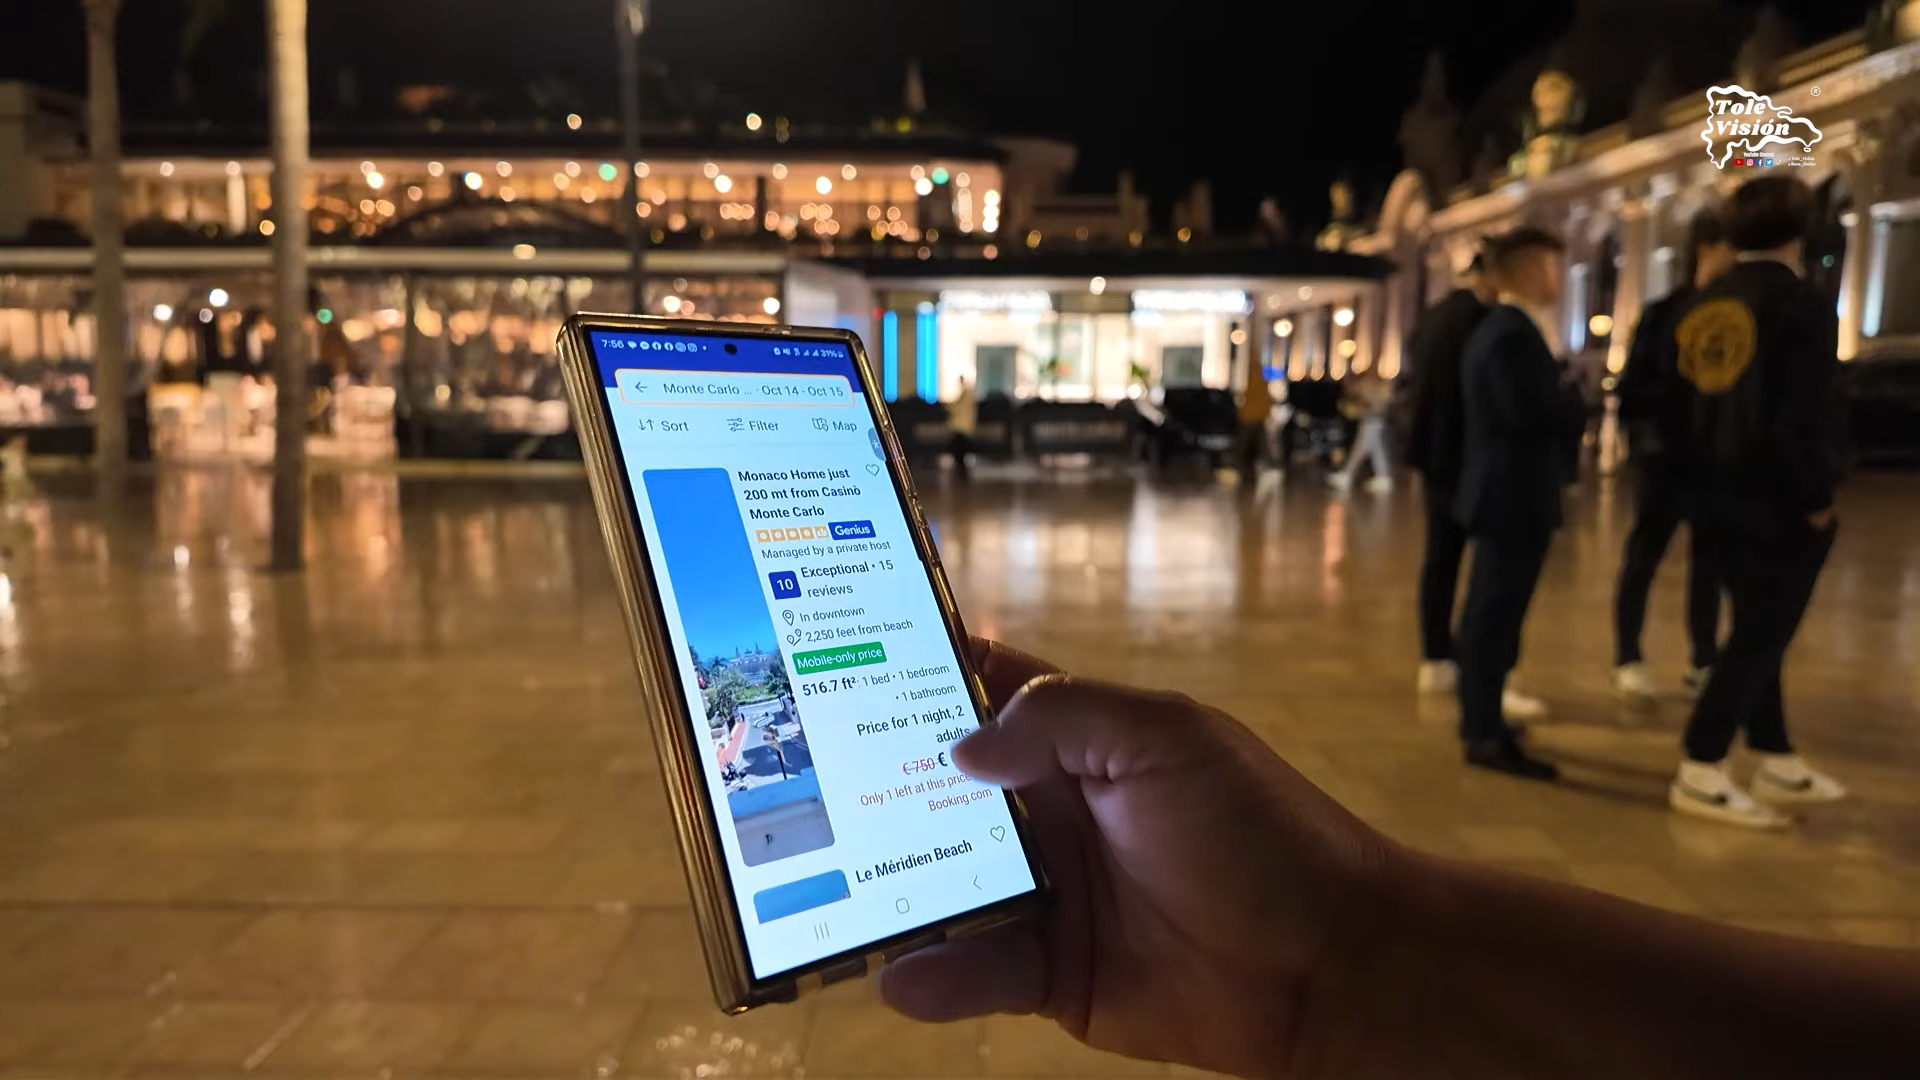 Tole
Visión
®
YouTube Channel
7:56
31%
Monte Carlo ... · Oct 14 - Oct 15
Sort
Filter
Map
Monaco Home just
200 mt from Casinò
Monte Carlo
Genius
Managed by a private host
10
Exceptional • 15
reviews
In downtown
2,250 feet from beach
Mobile-only price
516.7 ft²: 1 bed • 1 bedroom
• 1 bathroom
Price for 1 night, 2
adults
€ 750 €
Only 1 left at this price
Booking.com
Le Méridien Beach